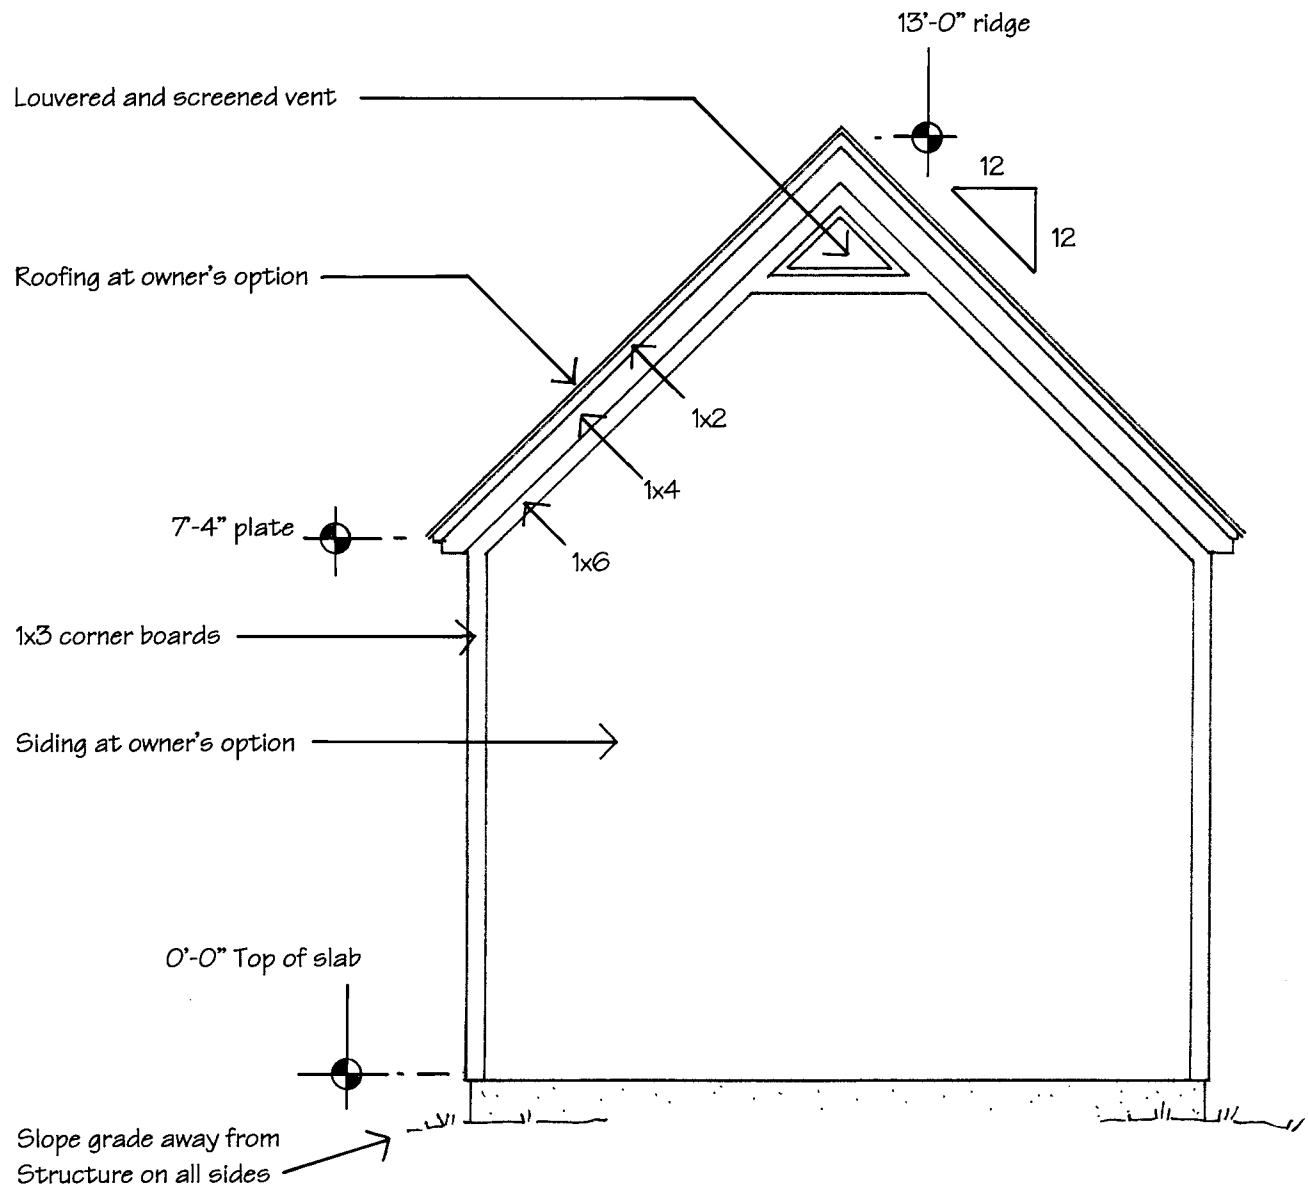 13'-0" ridge
Louvered and screened vent
12
12
Roofing at owner's option
1x2
1x4
7'-4" plate
1x6
1x3 corner boards
Siding at owner's option
0'-0" Top of slab
Slope grade away from
Structure on all sides